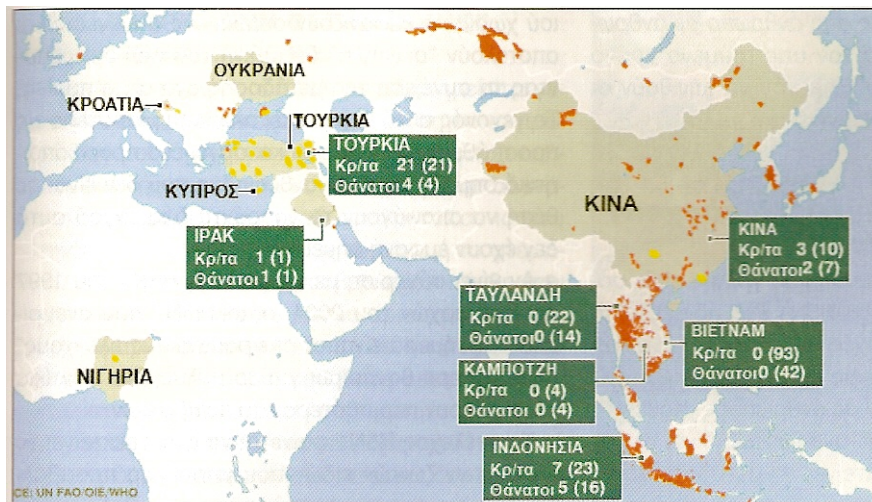 ΟΥΚΡΑΝΙΑ
ΚΡΟΑΤΙΑ
ΤΟΥΡΚΙΑ
ΤΟΥΡΚΙΑ
Κρ/τα 21 (21)
Θάνατοι 4 (4)
ΚΥΠΡΟΣ
ΙΡΑΚ
Κρ/τα 1 (1)
Θάνατοι 1 (1)
ΚΙΝΑ
ΚΙΝΑ
Κρ/τα 3 (10)
Θάνατοι 2 (7)
ΤΑΥΛΑΝΔΗ
Κρ/τα 0 (22)
Θάνατοι 0 (14)
ΒΙΕΤΝΑΜ
Κρ/τα 0 (93)
Θάνατοι 0 (42)
ΚΑΜΠΟΤΖΗ
Κρ/τα 0 (4)
Θάνατοι 0 (4)
ΝΙΓΗΡΙΑ
ΙΝΔΟΝΗΣΙΑ
Κρ/τα 7 (23)
Θάνατοι 5 (16)
CE: UN FAO/OIE/WHO